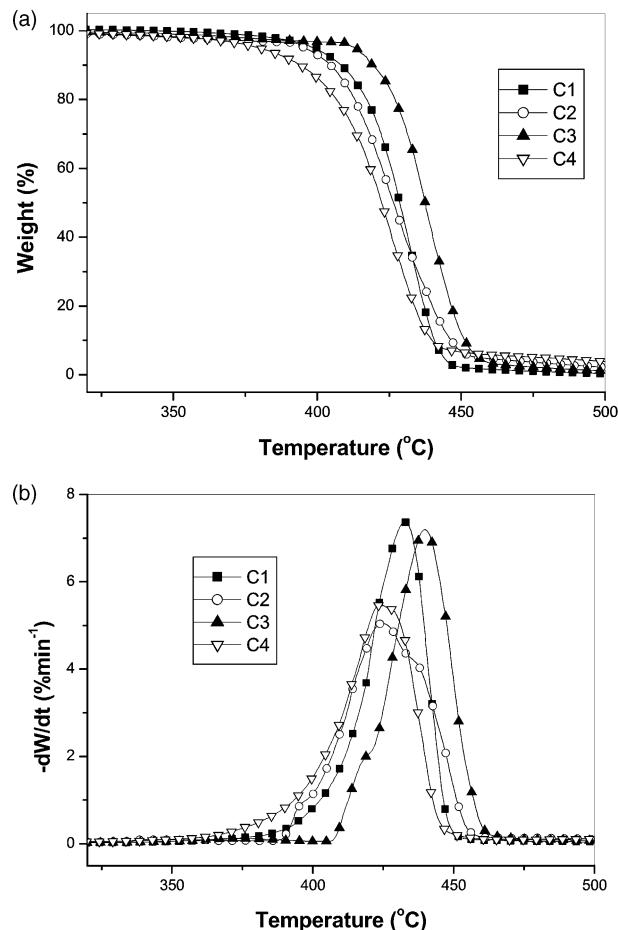 (a)
100
80
60
40
20
0
Weight (%)
C1
C2
C3
C4
350 400 450 500
Temperature (°C)
(b)
8
6
4
2
0
-dW/dt (%min⁻¹)
C1
C2
C3
C4
350 400 450 500
Temperature (°C)